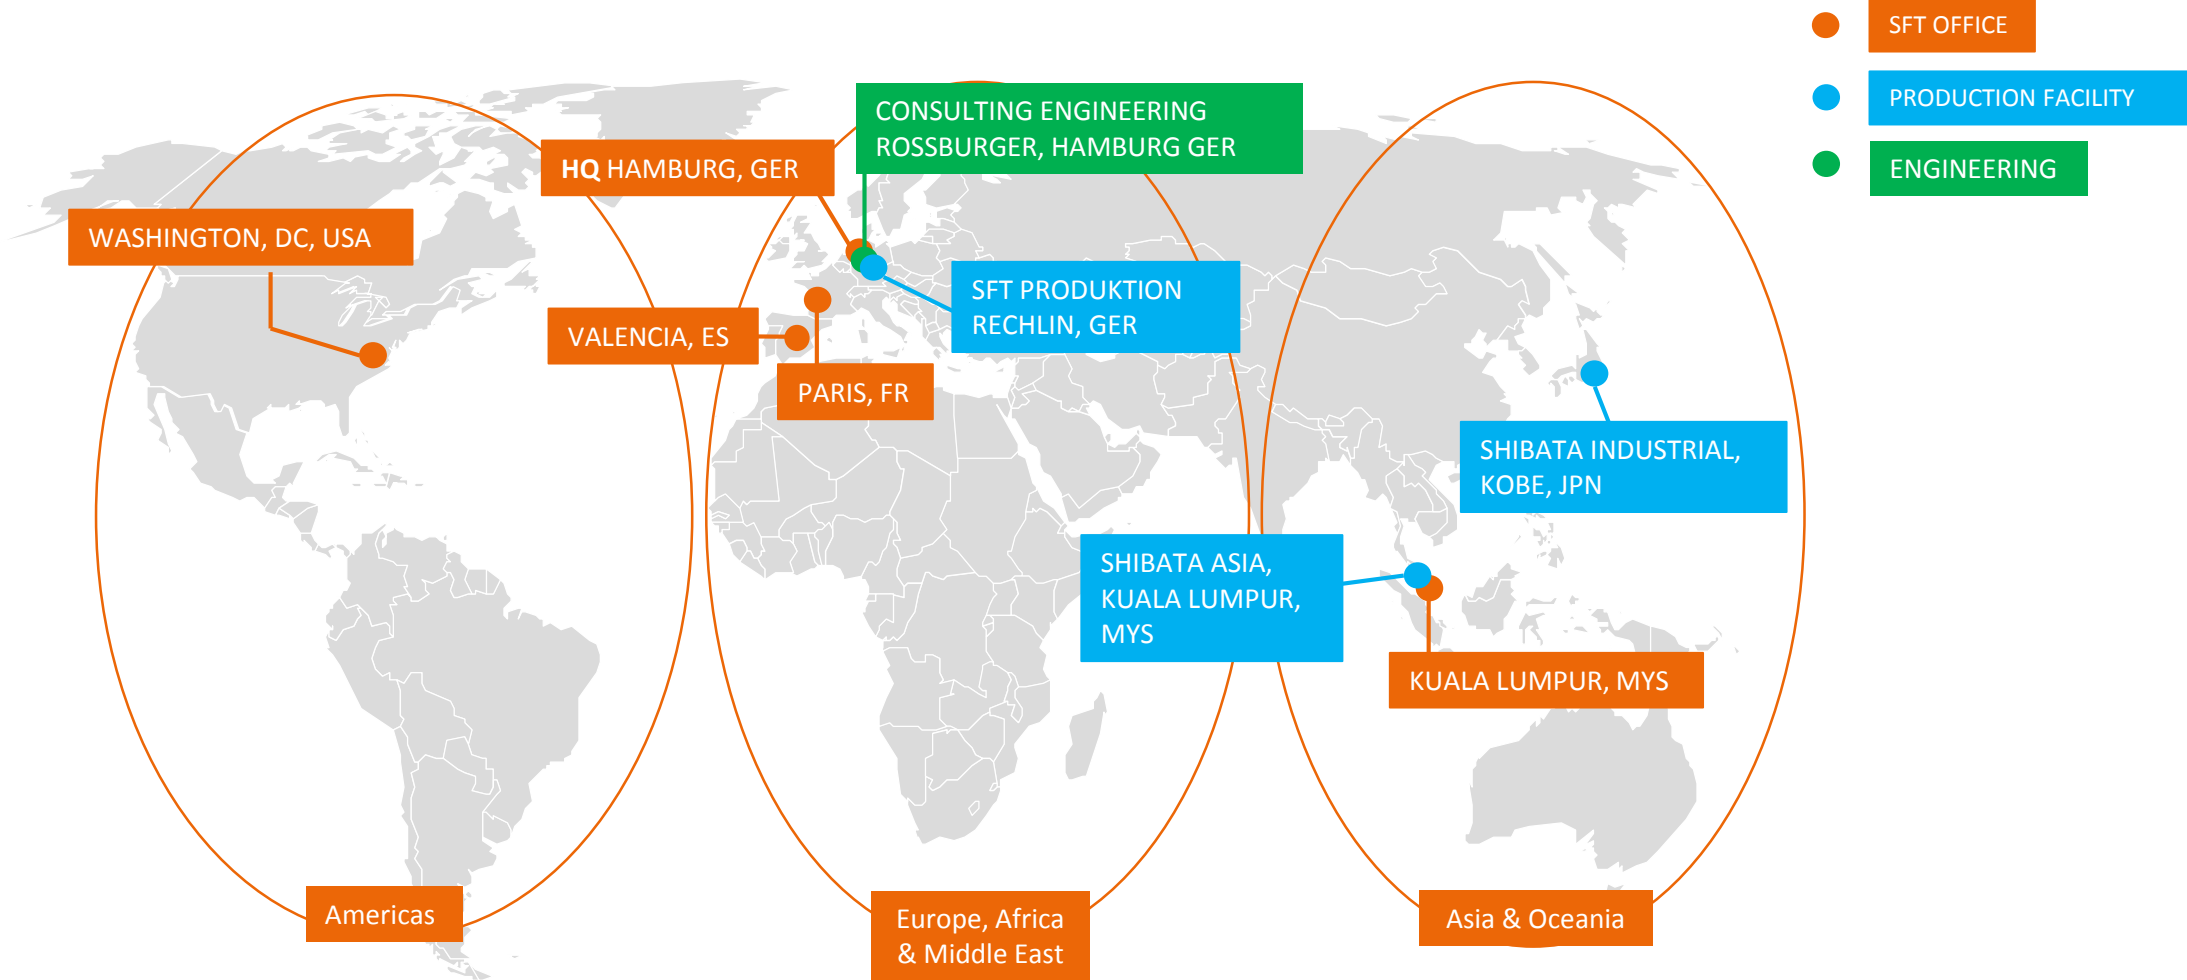 SFT OFFICE
PRODUCTION FACILITY
ENGINEERING
CONSULTING ENGINEERING
ROSSBURGER, HAMBURG GER
HQ HAMBURG, GER
WASHINGTON, DC, USA
SFT PRODUKTION
RECHLIN, GER
VALENCIA, ES
PARIS, FR
SHIBATA INDUSTRIAL,
KOBE, JPN
SHIBATA ASIA,
KUALA LUMPUR,
MYS
KUALA LUMPUR, MYS
Americas
Europe, Africa
& Middle East
Asia & Oceania